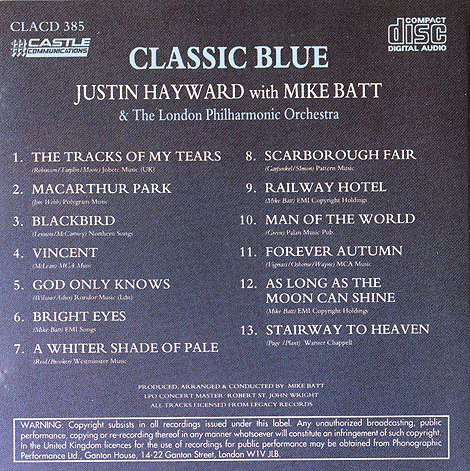 CLACD 385
CASTLE
COMMUNICATIONS
COMPACT
disc
DIGITAL AUDIO
CLASSIC BLUE
JUSTIN HAYWARD with MIKE BATT
& The London Philharmonic Orchestra
1. THE TRACKS OF MY TEARS
(Robinson/Tarplin/Moore) Jobete Music (UK)
2. MACARTHUR PARK
(Jim Webb) Polygram Music
3. BLACKBIRD
(Lennon/McCartney) Northern Songs
4. VINCENT
(McLean) MCA Music
5. GOD ONLY KNOWS
(Wilson/Asher) Rondor Music (Ldn)
6. BRIGHT EYES
(Mike Batt) EMI Songs
7. A WHITER SHADE OF PALE
(Reid/Brooker) Westminster Music
8. SCARBOROUGH FAIR
(Garfunkel/Simon) Pattern Music
9. RAILWAY HOTEL
(Mike Batt) EMI Copyright Holdings
10. MAN OF THE WORLD
(Green) Palan Music Pub.
11. FOREVER AUTUMN
(Vigrass/Osborne/Wayne) MCA Music
12. AS LONG AS THE
MOON CAN SHINE
(Mike Batt) EMI Copyright Holdings
13. STAIRWAY TO HEAVEN
(Page/Plant) Warner Chappell
PRODUCED, ARRANGED & CONDUCTED BY MIKE BATT
LPO CONCERT MASTER ROBERT ST. JOHN WRIGHT
ALL TRACKS LICENSED FROM LEGACY RECORDS
WARNING: Copyright subsists in all recordings issued under this label. Any unauthorized broadcasting, public
performance, copying or re-recording thereof in any manner whatsoever will constitute an infringement of such copyright.
In the United Kingdom licences for the use of recordings for public performance may be obtained from Phonographic
Performance Ltd., Ganton House, 14-22 Ganton Street, London W1V JLB.